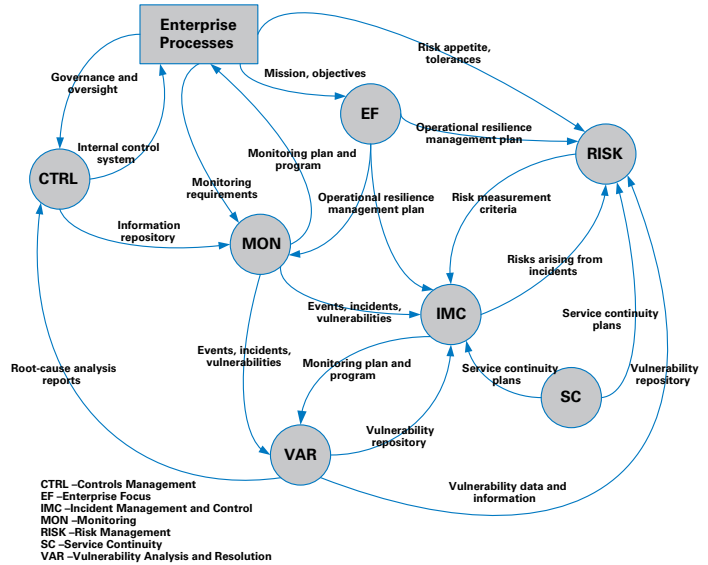 Enterprise
Processes
Risk appetite,
tolerances
Governance and
oversight
Mission, objectives
EF
Operational resilience
management plan
Internal control
system
Monitoring plan and
program
RISK
CTRL
Monitoring
requirements
Operational resilience
management plan
Risk measurement
criteria
Information
repository
MON
Risks arising from
incidents
Events, incidents,
vulnerabilities
IMC
Service continuity
plans
Events, incidents,
vulnerabilities
Monitoring plan and
program
Service continuity
plans
Vulnerability
repository
Root-cause analysis
reports
SC
Vulnerability
repository
VAR
Vulnerability data and
information
CTRL –Controls Management
EF –Enterprise Focus
IMC –Incident Management and Control
MON –Monitoring
RISK –Risk Management
SC –Service Continuity
VAR –Vulnerability Analysis and Resolution